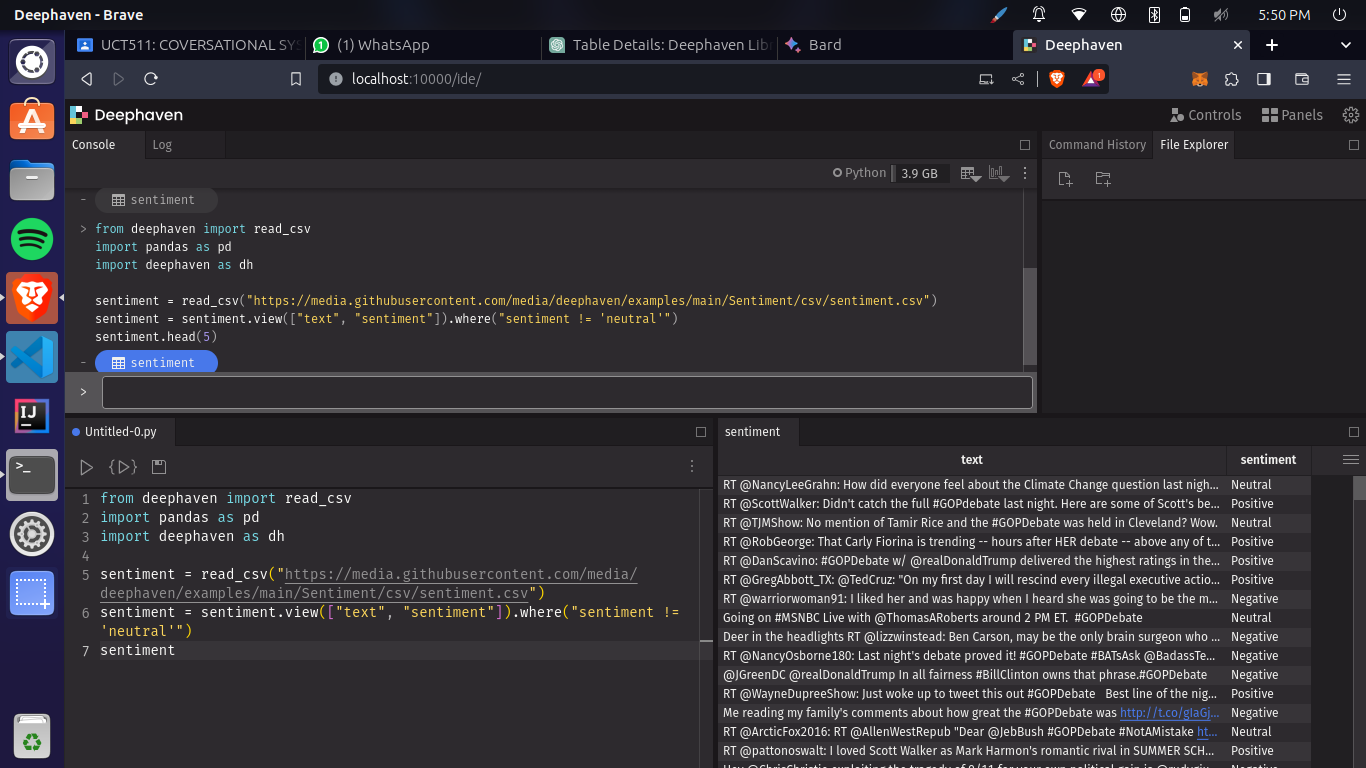 Deephaven - Brave
5:50 PM
UCT511: COVERSATIONAL SYS
(1) WhatsApp
Table Details: Deephaven Libr
Bard
Deephaven
localhost:10000/ide/
1
Deephaven
Controls
Panels
Console
Log
Command History
File Explorer
Python
3.9 GB
- sentiment
> from deephaven import read_csv
import pandas as pd
import deephaven as dh
sentiment = read_csv("https://media.githubusercontent.com/media/deephaven/examples/main/Sentiment/csv/sentiment.csv")
sentiment = sentiment.view(["text", "sentiment"]).where("sentiment != 'neutral'")
sentiment.head(5)
- sentiment
>
Untitled-0.py
1 from deephaven import read_csv
2 import pandas as pd
3 import deephaven as dh
4
5 sentiment = read_csv("https://media.githubusercontent.com/media/
deephaven/examples/main/Sentiment/csv/sentiment.csv")
6 sentiment = sentiment.view(["text", "sentiment"]).where("sentiment !=
'neutral'")
7 sentiment
sentiment
text sentiment
RT @NancyLeeGrahn: How did everyone feel about the Climate Change question last nigh... Neutral
RT @ScottWalker: Didn't catch the full #GOPdebate last night. Here are some of Scott's be... Positive
RT @TJMShow: No mention of Tamir Rice and the #GOPDebate was held in Cleveland? Wow. Neutral
RT @RobGeorge: That Carly Fiorina is trending -- hours after HER debate -- above any of t... Positive
RT @DanScavino: #GOPDebate w/ @realDonaldTrump delivered the highest ratings in the... Positive
RT @GregAbbott_TX: @TedCruz: "On my first day I will rescind every illegal executive actio... Positive
RT @warriorwoman91: I liked her and was happy when I heard she was going to be the m... Negative
Going on #MSNBC Live with @ThomasARoberts around 2 PM ET. #GOPDebate Neutral
Deer in the headlights RT @lizzwinstead: Ben Carson, may be the only brain surgeon who ... Negative
RT @NancyOsborne180: Last night's debate proved it! #GOPDebate #BATsAsk @BadassTe... Negative
@JGreenDC @realDonaldTrump In all fairness #BillClinton owns that phrase.#GOPDebate Negative
RT @WayneDupreeShow: Just woke up to tweet this out #GOPDebate Best line of the nig... Positive
Me reading my family's comments about how great the #GOPDebate was http://t.co/gIaGj... Negative
RT @ArcticFox2016: RT @AllenWestRepub "Dear @JebBush #GOPDebate #NotAMistake ht... Neutral
RT @pattonoswalt: I loved Scott Walker as Mark Harmon's romantic rival in SUMMER SCH... Positive
Hey @ChrisChristie exploiting the tragedy of 9/11 for your own political gain is @rudygiu... Negative